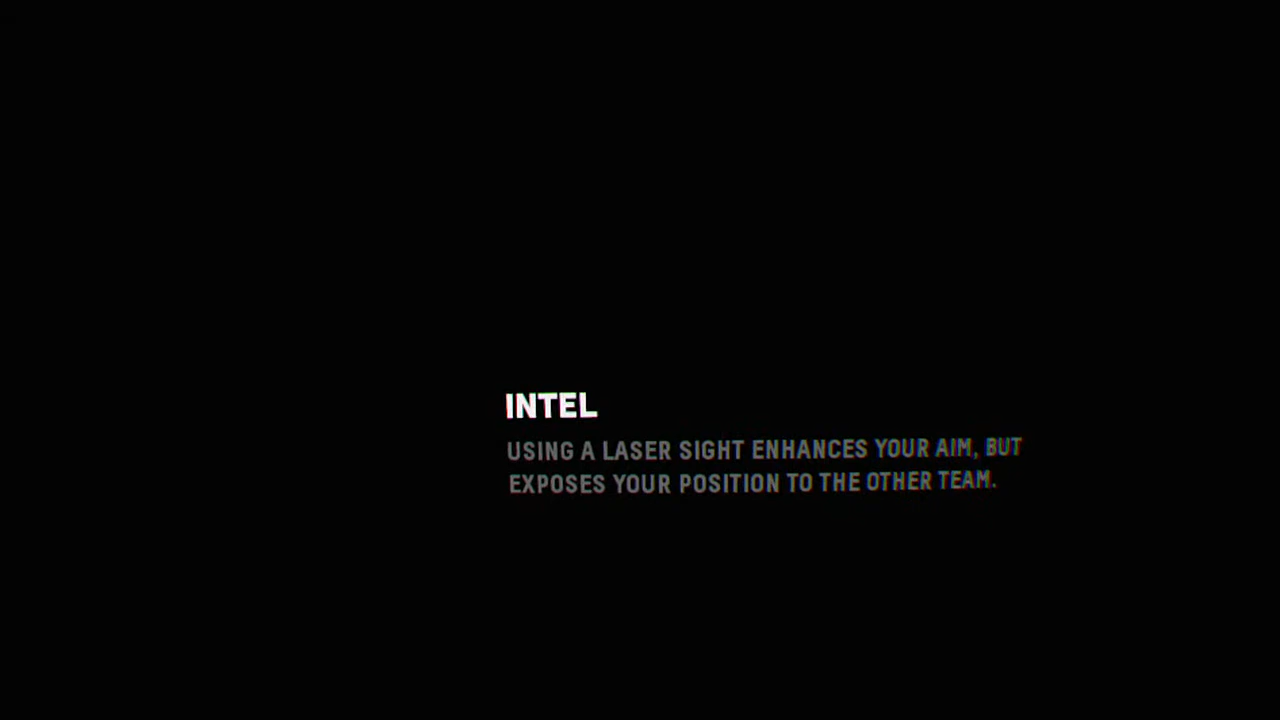 INTEL
USING A LASER SIGHT ENHANCES YOUR AIM, BUT
EXPOSES YOUR POSITION TO THE OTHER TEAM.